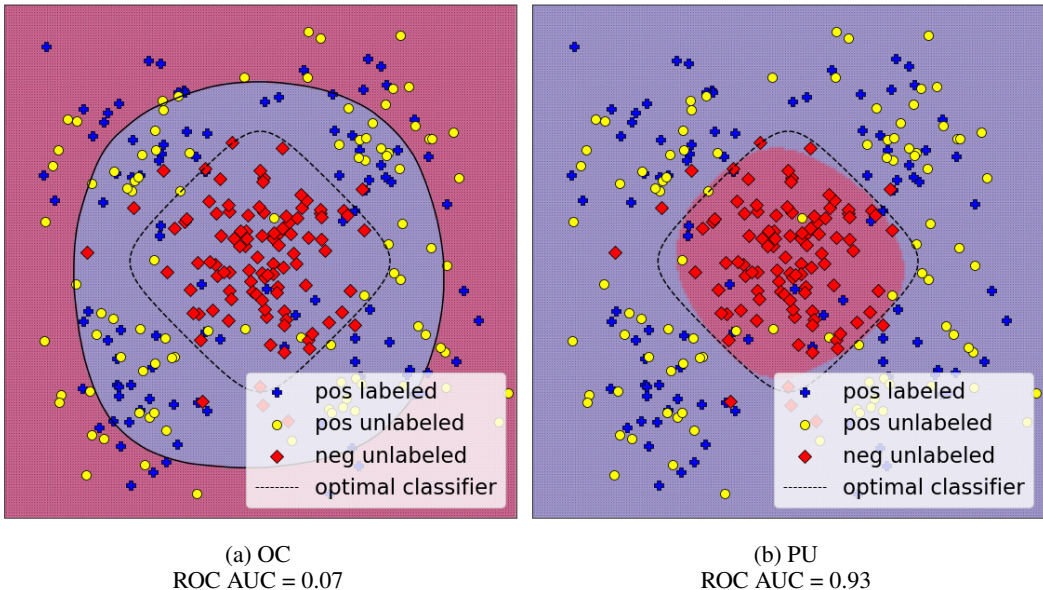 pos labeled
pos unlabeled
neg unlabeled
optimal classifier
pos labeled
pos unlabeled
neg unlabeled
optimal classifier
(a) OC
ROC AUC = 0.07
(b) PU
ROC AUC = 0.93